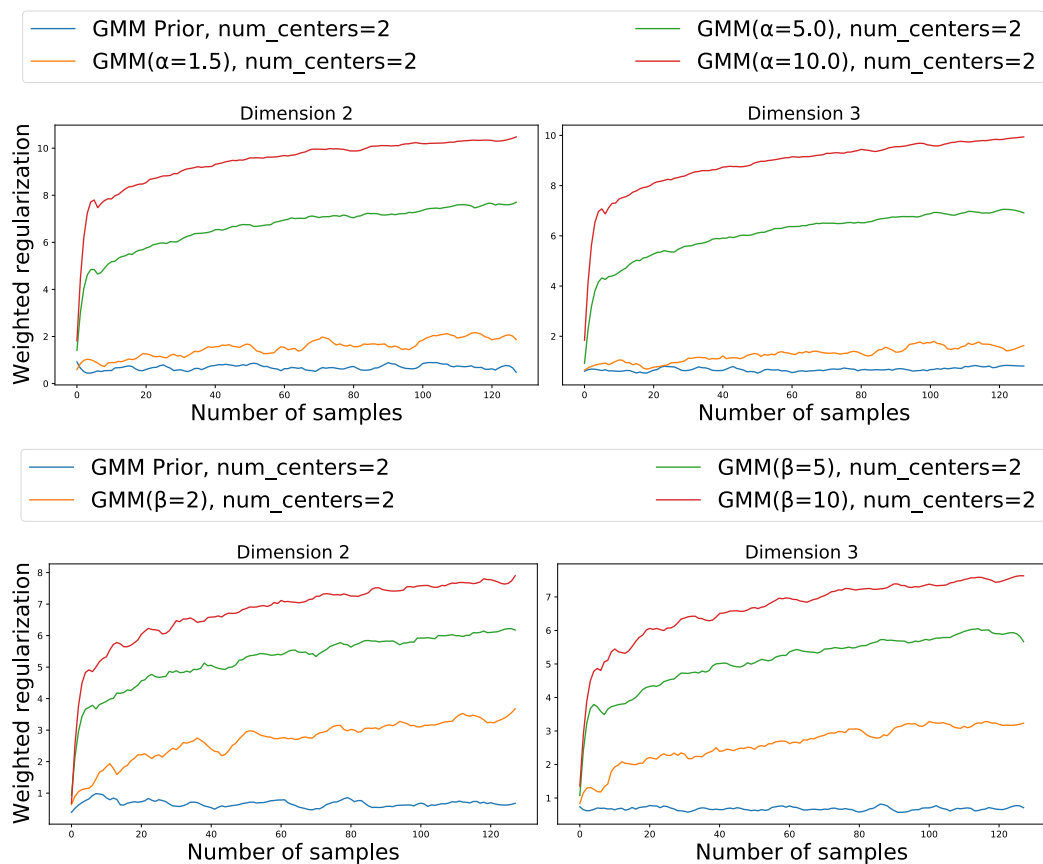 GMM Prior, num_centers=2
GMM(α=1.5), num_centers=2
GMM(α=5.0), num_centers=2
GMM(α=10.0), num_centers=2
Dimension 2
Weighted regularization
10
8
6
4
2
0
0 20 40 60 80 100 120
Number of samples
Dimension 3
10
8
6
4
2
0 20 40 60 80 100 120
Number of samples
GMM Prior, num_centers=2
GMM(β=2), num_centers=2
GMM(β=5), num_centers=2
GMM(β=10), num_centers=2
Dimension 2
Weighted regularization
8
7
6
5
4
3
2
1
0 20 40 60 80 100 120
Number of samples
Dimension 3
7
6
5
4
3
2
1
0 20 40 60 80 100 120
Number of samples